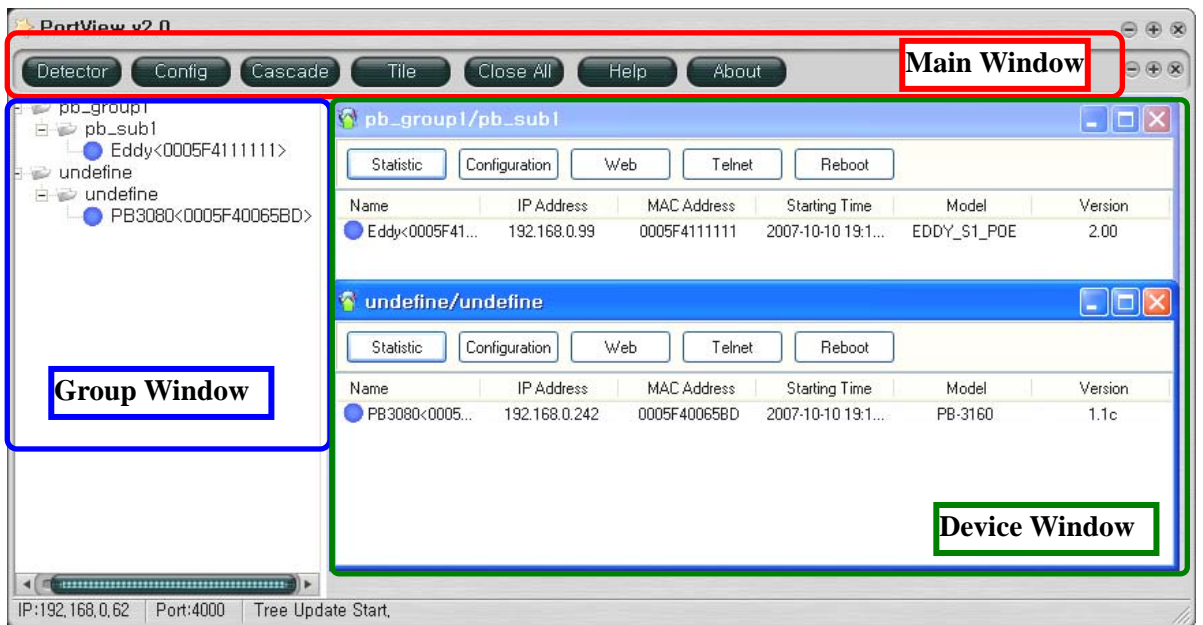 PortView v2.0
Detector Config Cascade Tile Close All Help About
Main Window
pb_group1
pb_sub1
Eddy<0005F4111111>
undefine
undefine
PB3080<0005F40065BD>
Group Window
pb_group1/pb_sub1
Statistic Configuration Web Telnet Reboot
Name IP Address MAC Address Starting Time Model Version
Eddy<0005F41... 192.168.0.99 0005F4111111 2007-10-10 19:1... EDDY_S1_POE 2.00
undefine/undefine
Statistic Configuration Web Telnet Reboot
Name IP Address MAC Address Starting Time Model Version
PB3080<0005... 192.168.0.242 0005F40065BD 2007-10-10 19:1... PB-3160 1.1c
Device Window
IP:192,168,0,62 Port:4000 Tree Update Start,